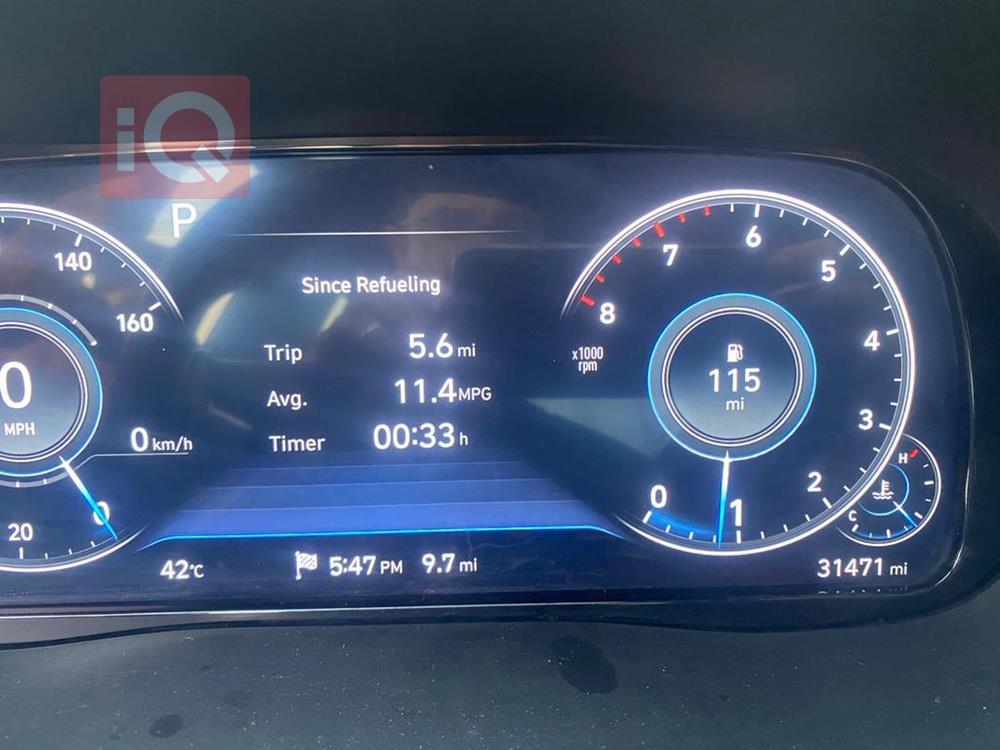 iQ
P
140
160
0
MPH
0 km/h
20
0
Since Refueling
Trip 5.6 mi
Avg. 11.4 MPG
Timer 00:33 h
42°C
5:47 PM 9.7 mi
8
7
6
5
4
3
2
1
0
x1000
rpm
115
mi
H
C
31471 mi